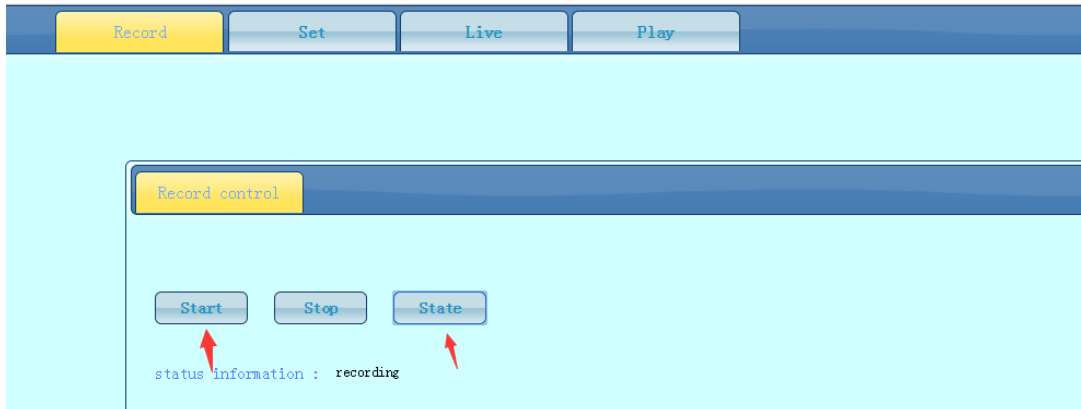 Record Set Live Play
Record control
Start Stop State
status information : recording